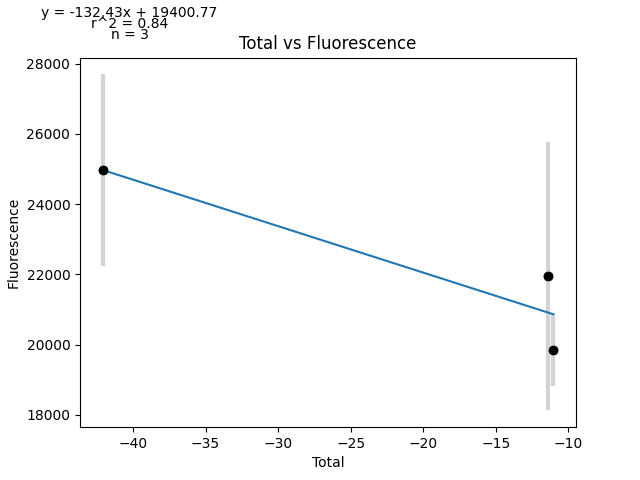 y = -132.43x + 19400.77
r^2 = 0.84
n = 3
Total vs Fluorescence
28000
26000
24000
22000
20000
18000
Fluorescence
−40 −35 −30 −25 −20 −15 −10
Total